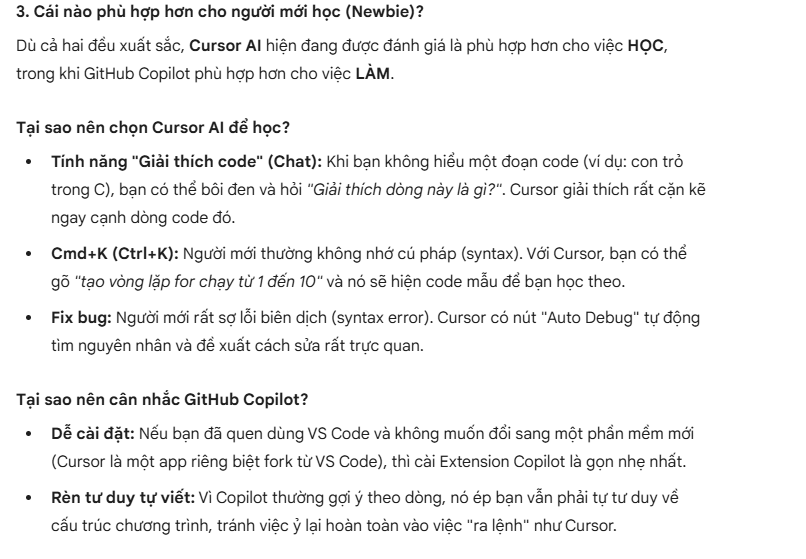 3. Cái nào phù hợp hơn cho người mới học (Newbie)?
Dù cả hai đều xuất sắc, Cursor AI hiện đang được đánh giá là phù hợp hơn cho việc HỌC,
trong khi GitHub Copilot phù hợp hơn cho việc LÀM.
Tại sao nên chọn Cursor AI để học?
• Tính năng "Giải thích code" (Chat): Khi bạn không hiểu một đoạn code (ví dụ: con trỏ
trong C), bạn có thể bôi đen và hỏi "Giải thích dòng này là gì?". Cursor giải thích rất cặn kẽ
ngay cạnh dòng code đó.
• Cmd+K (Ctrl+K): Người mới thường không nhớ cú pháp (syntax). Với Cursor, bạn có thể
gõ "tạo vòng lặp for chạy từ 1 đến 10" và nó sẽ hiện code mẫu để bạn học theo.
• Fix bug: Người mới rất sợ lỗi biên dịch (syntax error). Cursor có nút "Auto Debug" tự động
tìm nguyên nhân và đề xuất cách sửa rất trực quan.
Tại sao nên cân nhắc GitHub Copilot?
• Dễ cài đặt: Nếu bạn đã quen dùng VS Code và không muốn đổi sang một phần mềm mới
(Cursor là một app riêng biệt fork từ VS Code), thì cài Extension Copilot là gọn nhẹ nhất.
• Rèn tư duy tự viết: Vì Copilot thường gợi ý theo dòng, nó ép bạn vẫn phải tự tư duy về
cấu trúc chương trình, tránh việc ỷ lại hoàn toàn vào việc "ra lệnh" như Cursor.